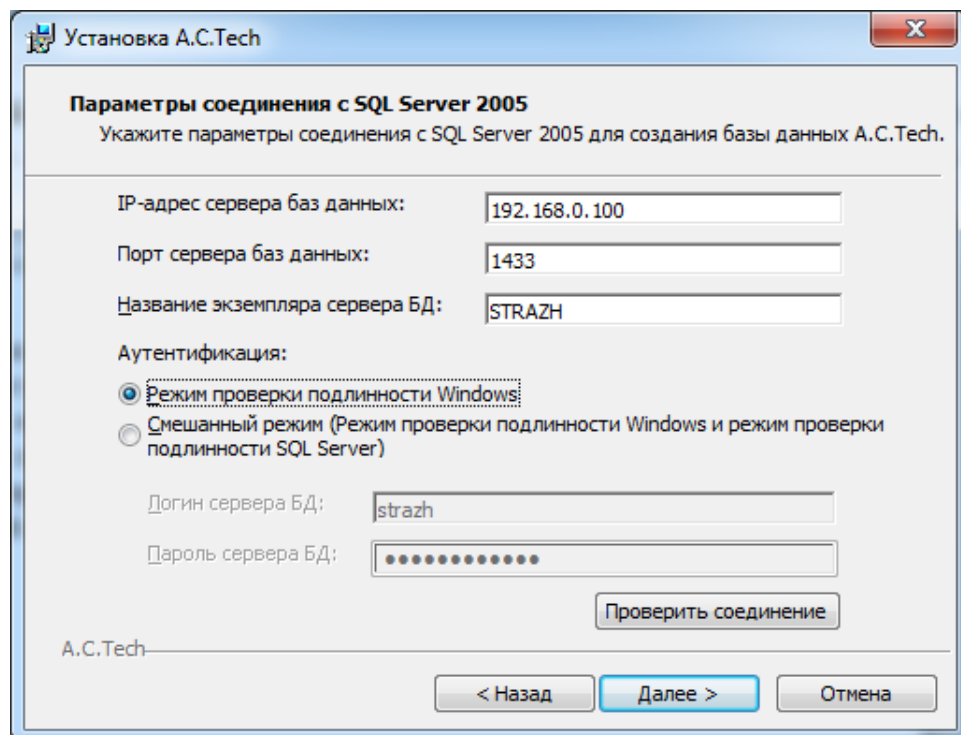 Установка A.C.Tech
Параметры соединения с SQL Server 2005
Укажите параметры соединения с SQL Server 2005 для создания базы данных A.C.Tech.
IP-адрес сервера баз данных: 192.168.0.100
Порт сервера баз данных: 1433
Название экземпляра сервера БД: STRAZH
Аутентификация:
Режим проверки подлинности Windows
Смешанный режим (Режим проверки подлинности Windows и режим проверки
подлинности SQL Server)
Логин сервера БД: strazh
Пароль сервера БД: ●●●●●●●●●●●●
Проверить соединение
A.C.Tech
< Назад Далее > Отмена